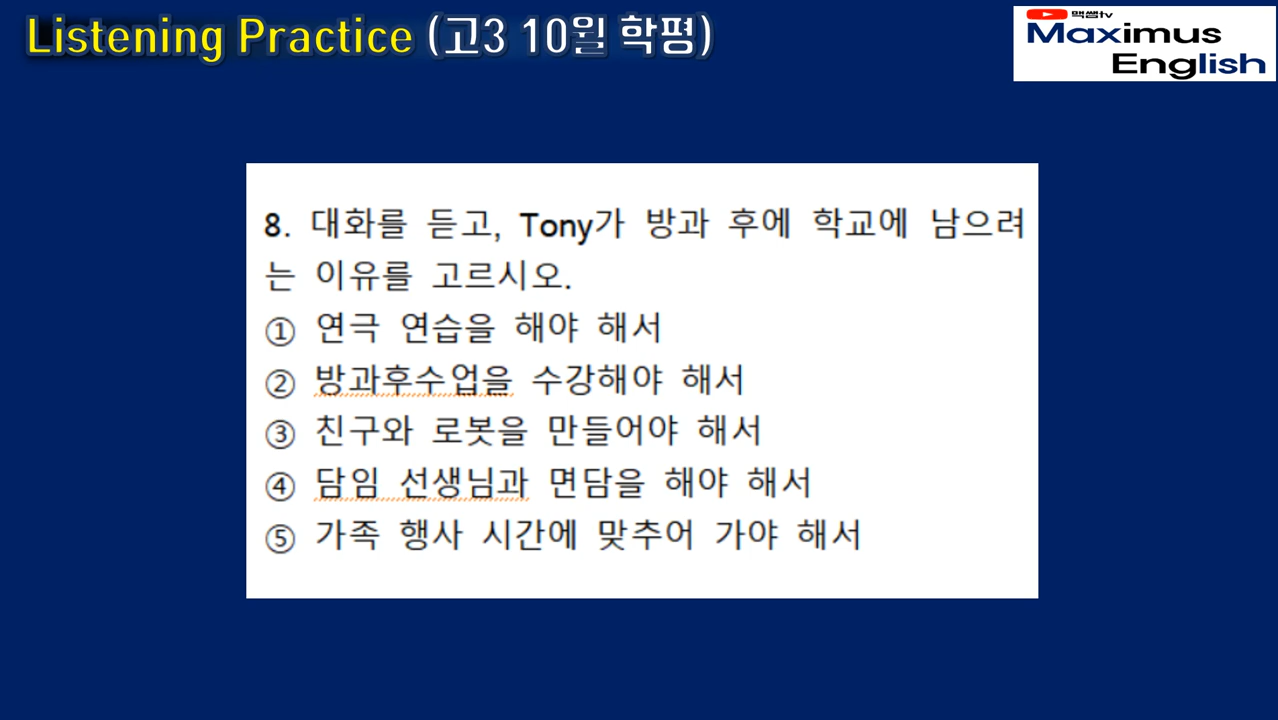 Listening Practice (고3 10월 학평)
맥쌤tv
Maximus
English
8. 대화를 듣고, Tony가 방과 후에 학교에 남으려
는 이유를 고르시오.
① 연극 연습을 해야 해서
② 방과후수업을 수강해야 해서
③ 친구와 로봇을 만들어야 해서
④ 담임 선생님과 면담을 해야 해서
⑤ 가족 행사 시간에 맞추어 가야 해서